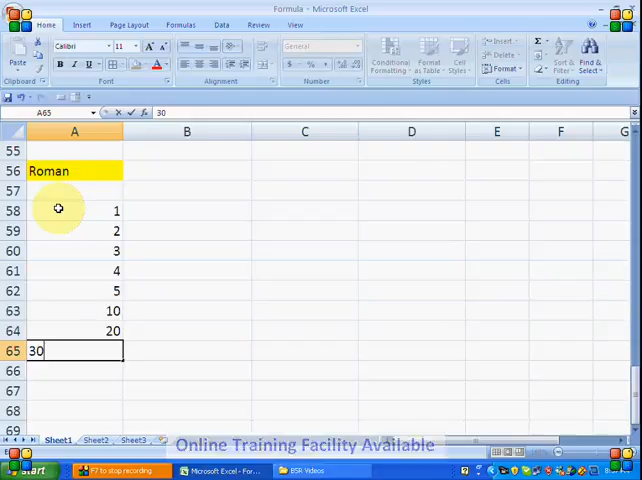 Formula - Microsoft Excel
Home Insert Page Layout Formulas Data Review View
Paste
Calibri 11 A A General Σ
B I U A $ % ,
Conditional Formatting Format as Table Cell Styles
Insert
Delete
Format
Sort & Filter Find & Select
Clipboard Font Alignment Number Styles Cells Editing
A65 fx 30
A B C D E F G
55
56 Roman
57
58 1
59 2
60 3
61 4
62 5
63 10
64 20
65 30
66
67
68
69
Sheet1 Sheet2 Sheet3
Online Training Facility Available
start F7 to stop recording Microsoft Excel - For... BSR Videos